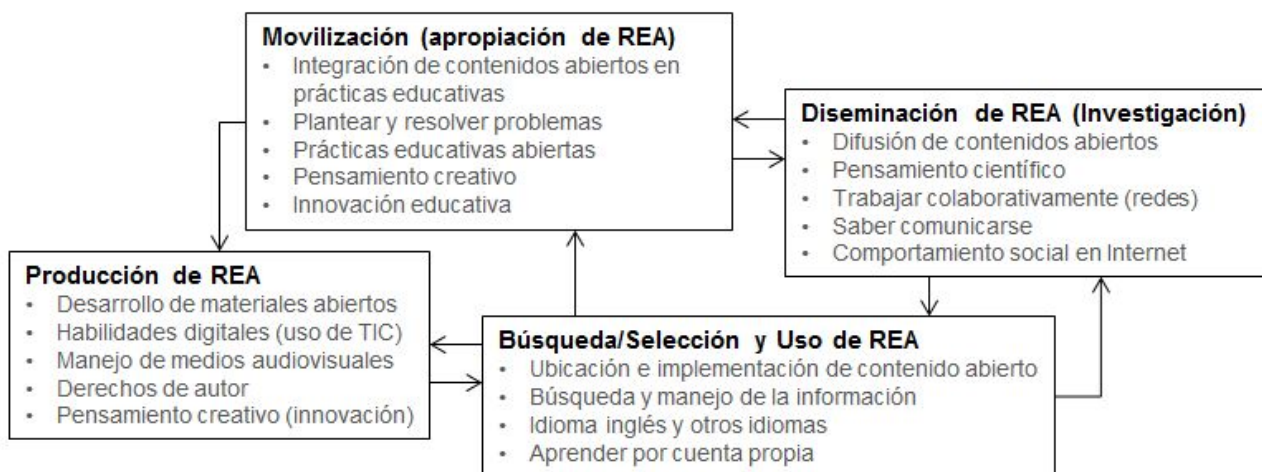 Movilización (apropiación de REA)
• Integración de contenidos abiertos en
prácticas educativas
• Plantear y resolver problemas
• Prácticas educativas abiertas
• Pensamiento creativo
• Innovación educativa
Diseminación de REA (Investigación)
• Difusión de contenidos abiertos
• Pensamiento científico
• Trabajar colaborativamente (redes)
• Saber comunicarse
• Comportamiento social en Internet
Producción de REA
• Desarrollo de materiales abiertos
• Habilidades digitales (uso de TIC)
• Manejo de medios audiovisuales
• Derechos de autor
• Pensamiento creativo (innovación)
Búsqueda/Selección y Uso de REA
• Ubicación e implementación de contenido abierto
• Búsqueda y manejo de la información
• Idioma inglés y otros idiomas
• Aprender por cuenta propia